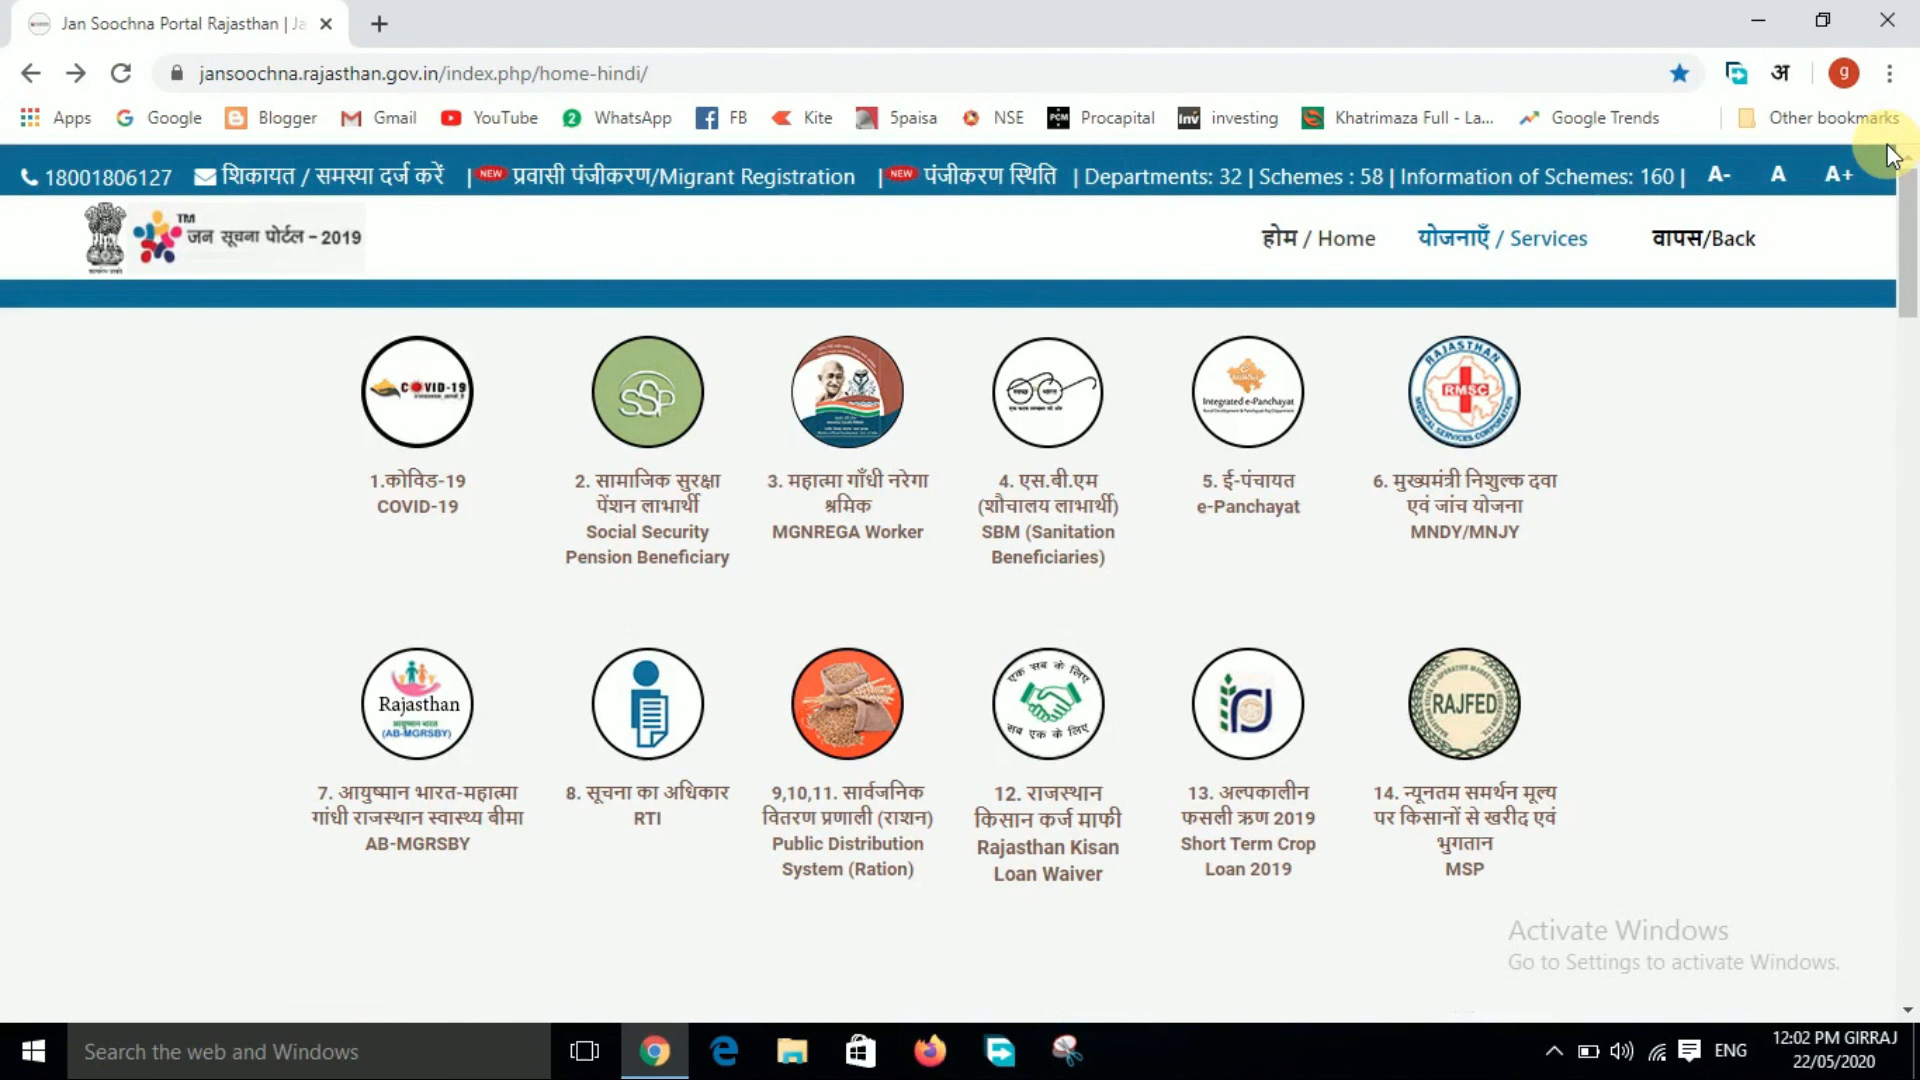 Jan Soochna Portal Rajasthan | Ja
jansoochna.rajasthan.gov.in/index.php/home-hindi/
अ
g
Apps
Google
Blogger
Gmail
YouTube
2
WhatsApp
FB
Kite
5paisa
NSE
PCM
Procapital
Inv
investing
Khatrimaza Full - La...
Google Trends
Other bookmarks
18001806127 शिकायत / समस्या दर्ज करें | NEW प्रवासी पंजीकरण/Migrant Registration | NEW पंजीकरण स्थिति | Departments: 32 | Schemes : 58 | Information of Schemes: 160 | A- A A+
TM
जन सूचना पोर्टल – 2019
होम / Home योजनाएँ / Services वापस/Back
COVID-19
SSP
Integrated e-Panchayat
RAJASTHAN
RMSC
MEDICAL SERVICES CORPORATION
1.कोविड-19
COVID-19
2. सामाजिक सुरक्षा
पेंशन लाभार्थी
Social Security
Pension Beneficiary
3. महात्मा गाँधी नरेगा
श्रमिक
MGNREGA Worker
4. एस.बी.एम
(शौचालय लाभार्थी)
SBM (Sanitation
Beneficiaries)
5. ई-पंचायत
e-Panchayat
6. मुख्यमंत्री निशुल्क दवा
एवं जांच योजना
MNDY/MNJY
Rajasthan
आयुष्मान भारत
(AB-MGRSBY)
एक सब के लिए
सब एक के लिए
RAJFED
7. आयुष्मान भारत-महात्मा
गांधी राजस्थान स्वास्थ्य बीमा
AB-MGRSBY
8. सूचना का अधिकार
RTI
9,10,11. सार्वजनिक
वितरण प्रणाली (राशन)
Public Distribution
System (Ration)
12. राजस्थान
किसान कर्ज माफी
Rajasthan Kisan
Loan Waiver
13. अल्पकालीन
फसली ऋण 2019
Short Term Crop
Loan 2019
14. न्यूनतम समर्थन मूल्य
पर किसानों से खरीद एवं
भुगतान
MSP
Activate Windows
Go to Settings to activate Windows.
Search the web and Windows
ENG
12:02 PM GIRRAJ
22/05/2020